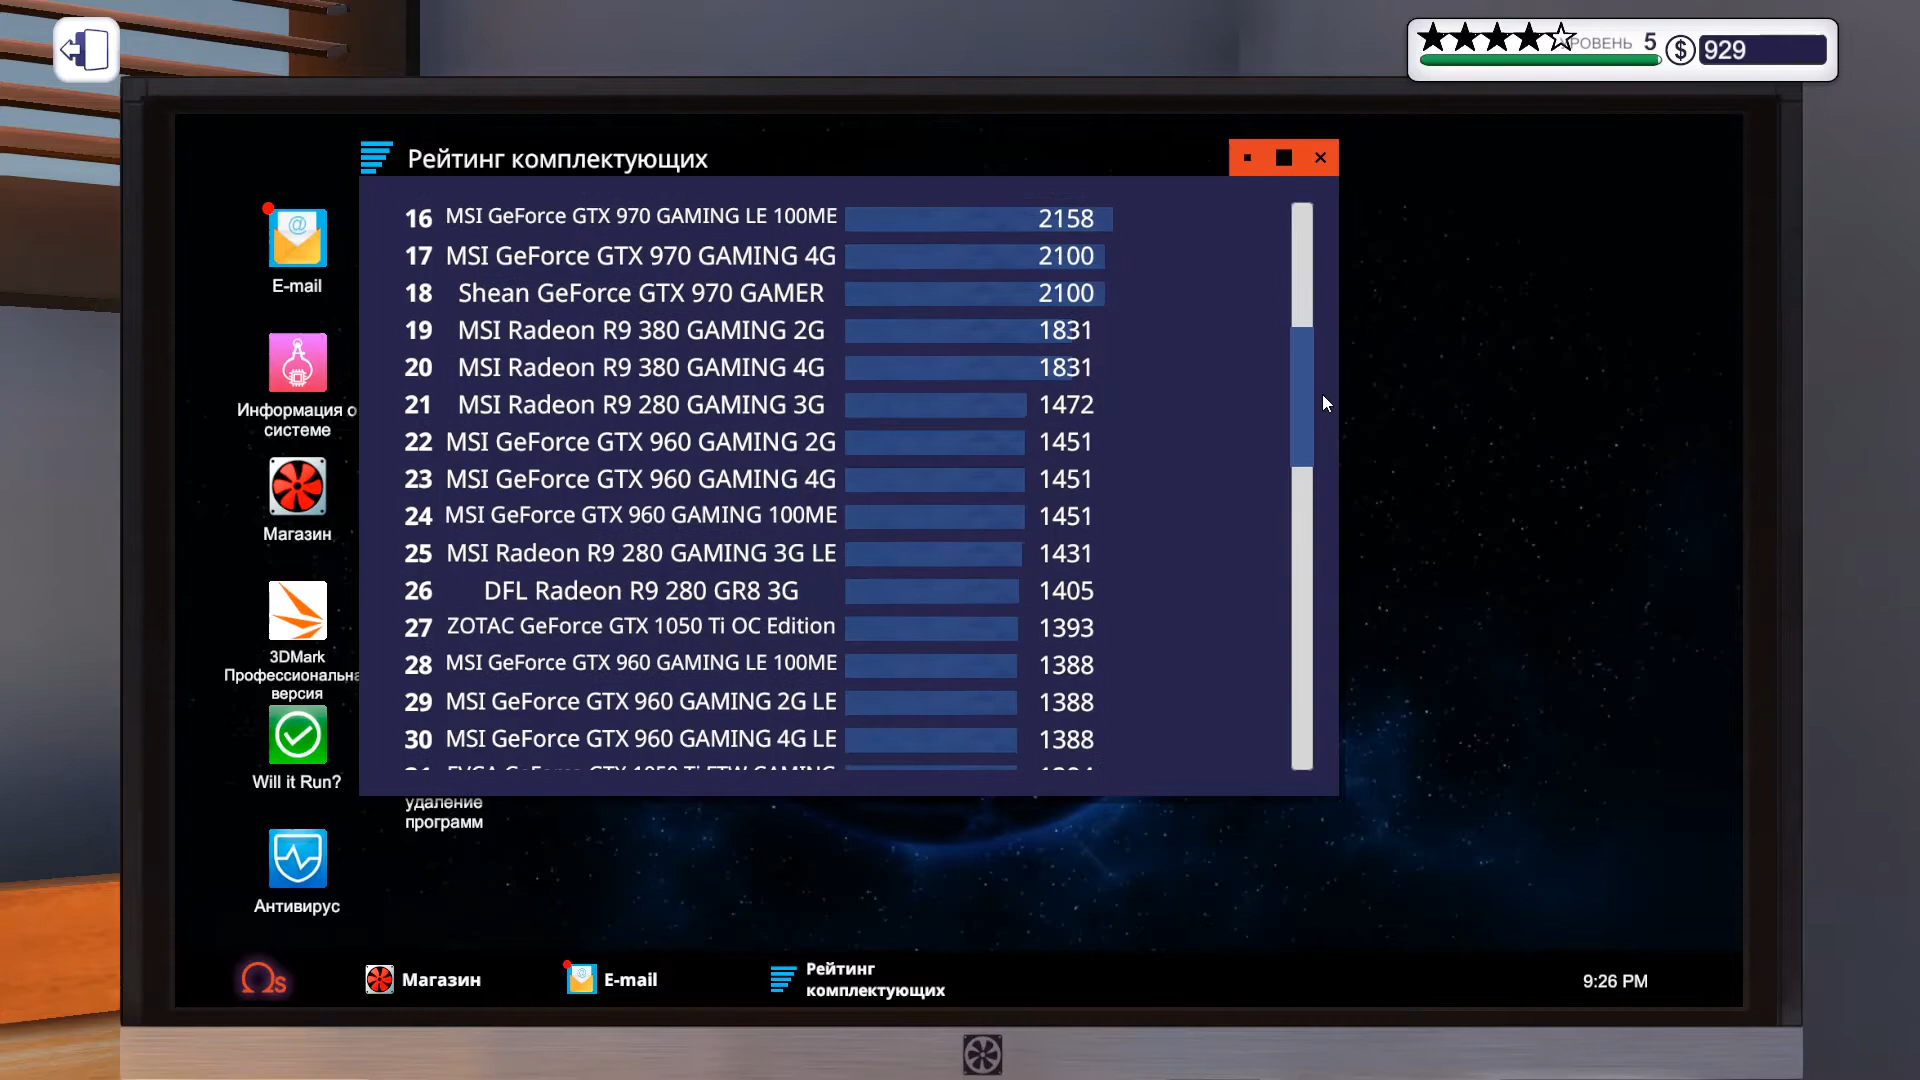 УРОВЕНЬ 5
$ 929
Рейтинг комплектующих
16 MSI GeForce GTX 970 GAMING LE 100ME 2158
17 MSI GeForce GTX 970 GAMING 4G 2100
18 Shean GeForce GTX 970 GAMER 2100
19 MSI Radeon R9 380 GAMING 2G 1831
20 MSI Radeon R9 380 GAMING 4G 1831
21 MSI Radeon R9 280 GAMING 3G 1472
22 MSI GeForce GTX 960 GAMING 2G 1451
23 MSI GeForce GTX 960 GAMING 4G 1451
24 MSI GeForce GTX 960 GAMING 100ME 1451
25 MSI Radeon R9 280 GAMING 3G LE 1431
26 DFL Radeon R9 280 GR8 3G 1405
27 ZOTAC GeForce GTX 1050 Ti OC Edition 1393
28 MSI GeForce GTX 960 GAMING LE 100ME 1388
29 MSI GeForce GTX 960 GAMING 2G LE 1388
30 MSI GeForce GTX 960 GAMING 4G LE 1388
E-mail
Информация о
системе
Магазин
3DMark
Профессиональна
версия
Will it Run?
Антивирус
удаление
программ
Ωs
Магазин
E-mail
Рейтинг
комплектующих
9:26 PM